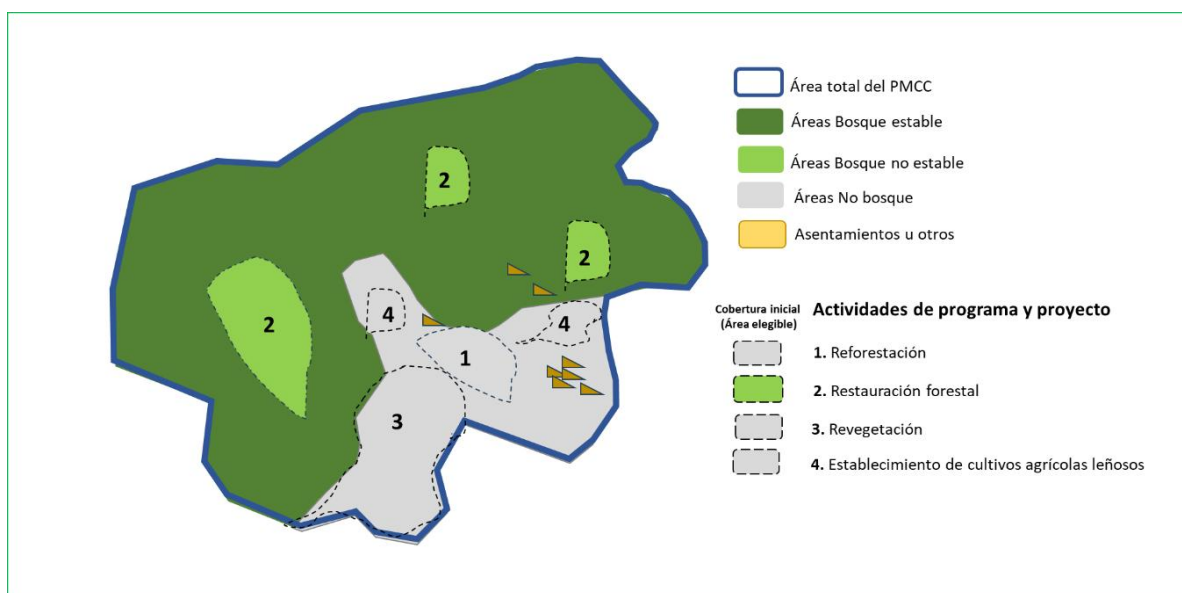 Área total del PMCC
Áreas Bosque estable
Áreas Bosque no estable
Áreas No bosque
Asentamientos u otros
Cobertura inicial
(Área elegible)
Actividades de programa y proyecto
1. Reforestación
2. Restauración forestal
3. Revegetación
4. Establecimiento de cultivos agrícolas leñosos
2
2
2
4
4
1
3